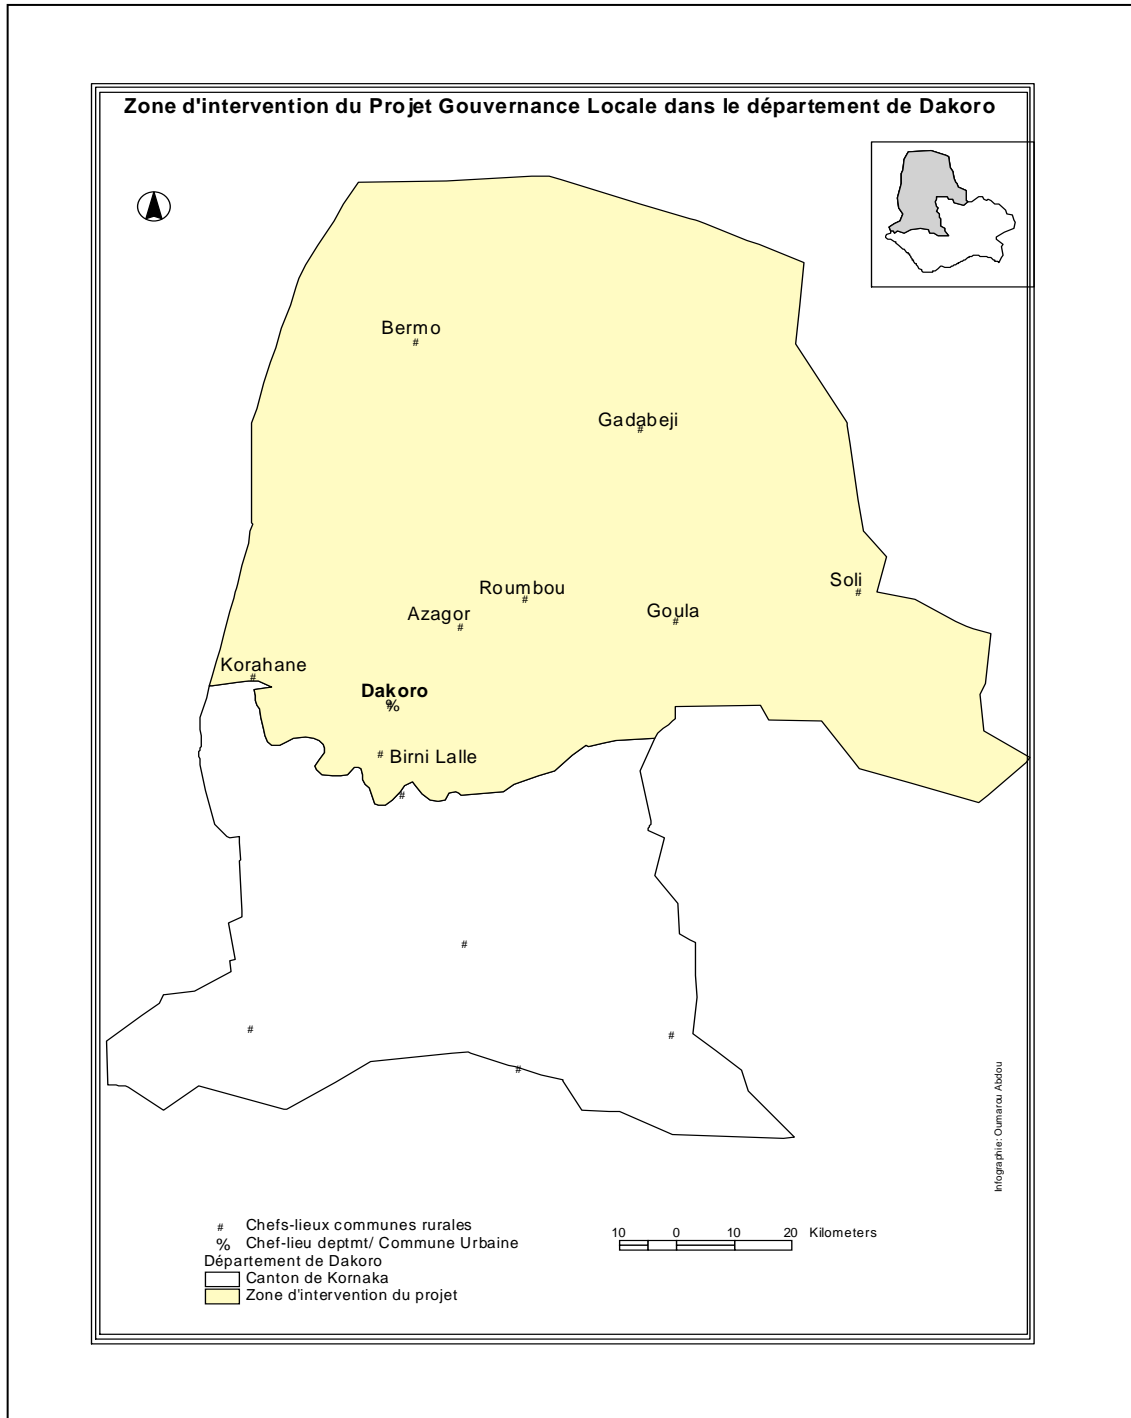 Zone d'intervention du Projet Gouvernance Locale dans le département de Dakoro
Bermo
#
Gadabeji
#
Soli
#
Roumbou
#
Azagor
#
Goula
#
Korahane
#
Dakoro
%
# Birni Lalle
#
#
#
#
#
Infographie: Oumarou Abdou
# Chefs-lieux communes rurales
% Chef-lieu deptmt/ Commune Urbaine
Département de Dakoro
Canton de Kornaka
Zone d'intervention du projet
10 0 10 20 Kilometers